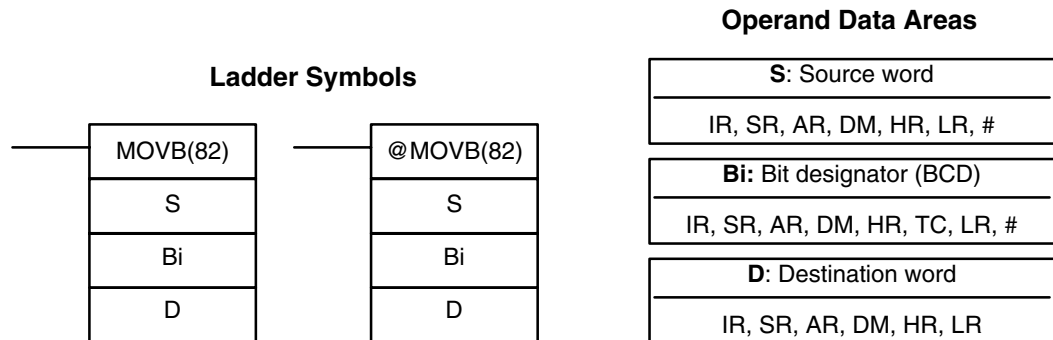 Ladder Symbols
MOVB(82)
S
Bi
D
@MOVB(82)
S
Bi
D
Operand Data Areas
S: Source word
IR, SR, AR, DM, HR, LR, #
Bi: Bit designator (BCD)
IR, SR, AR, DM, HR, TC, LR, #
D: Destination word
IR, SR, AR, DM, HR, LR